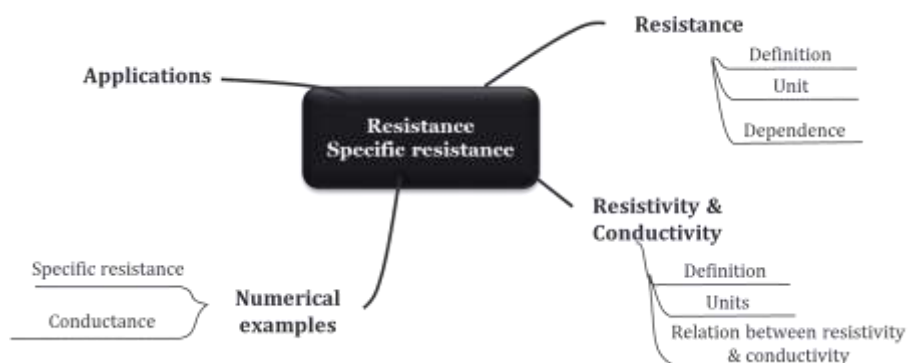 Resistance
Definition
Applications
Unit
Resistance
Specific resistance
Dependence
Resistivity &
Conductivity
Specific resistance
Definition
Numerical
examples
Units
Conductance
Relation between resistivity
& conductivity